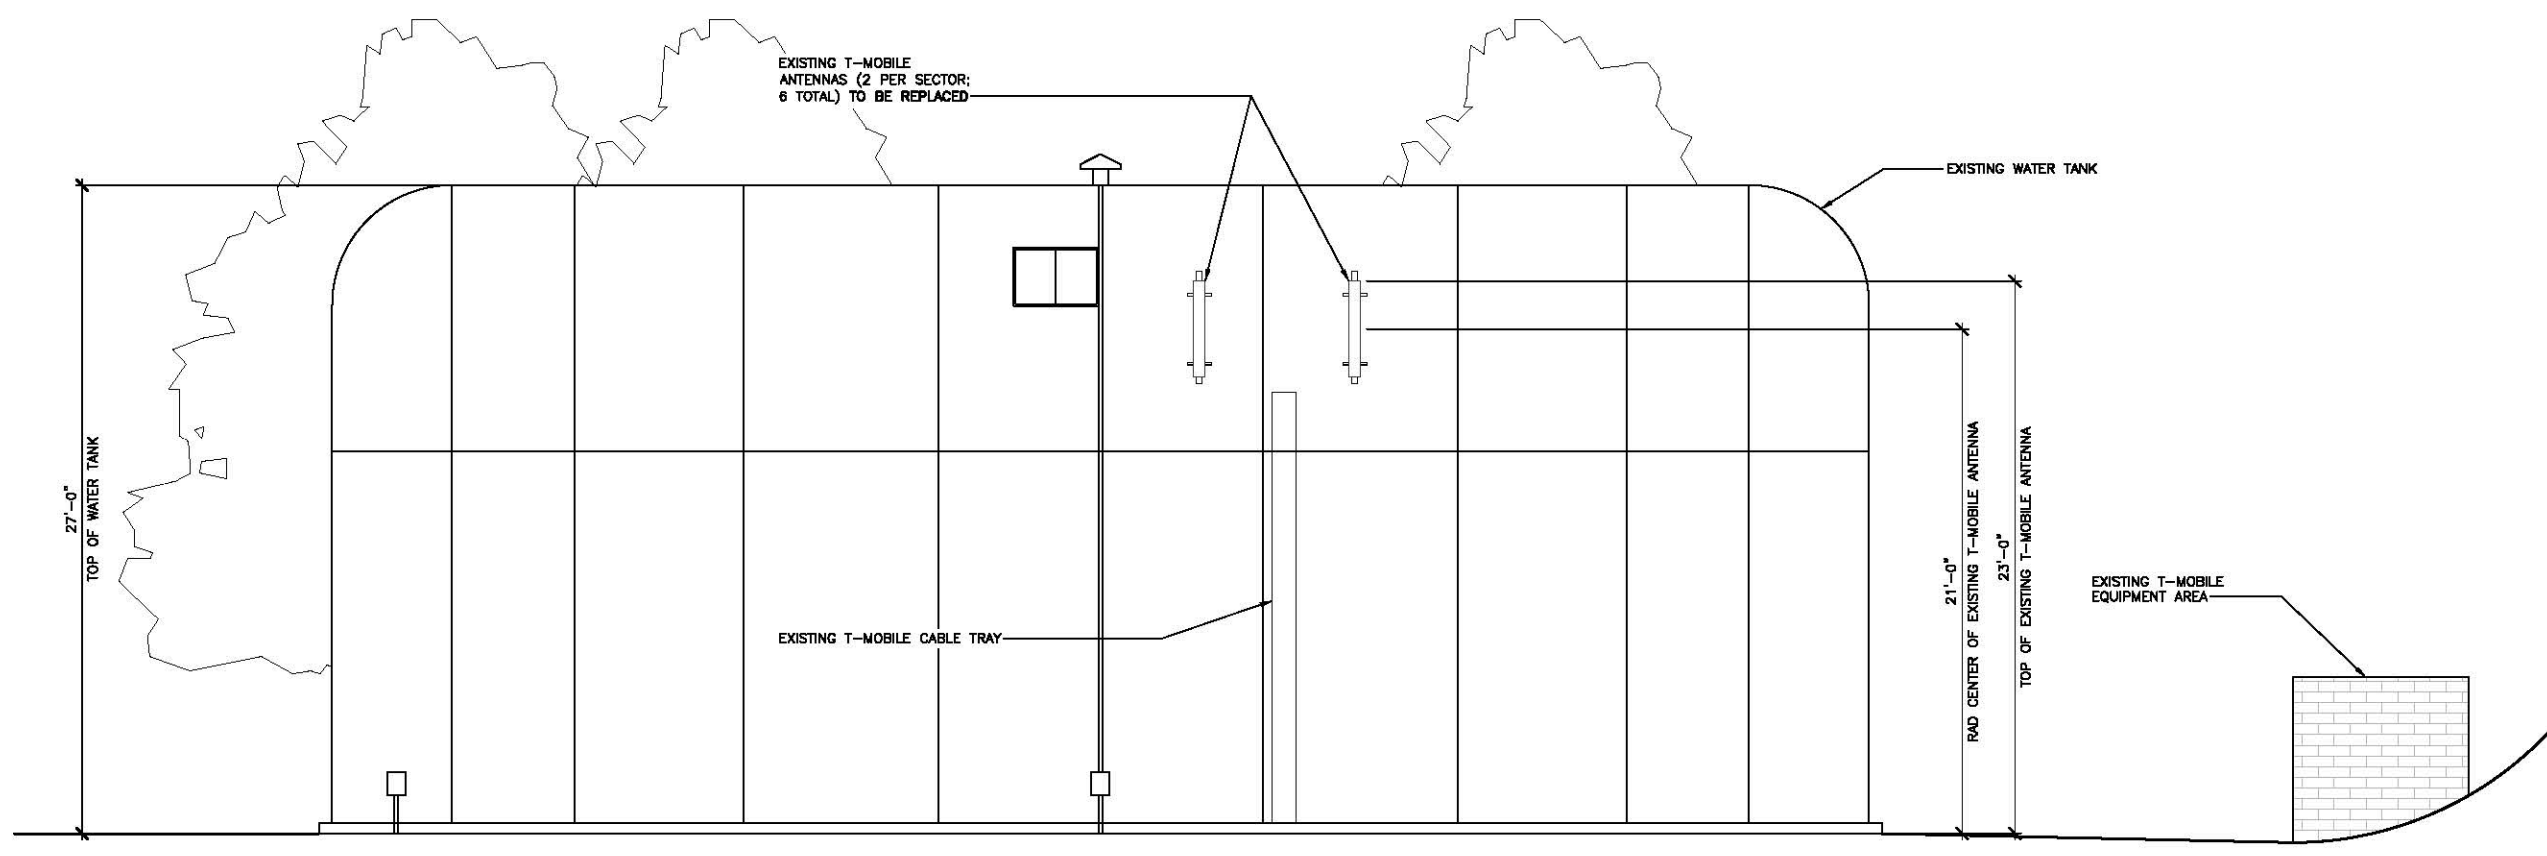 EXISTING T-MOBILE
ANTENNAS (2 PER SECTOR;
6 TOTAL) TO BE REPLACED
EXISTING WATER TANK
27'-0"
TOP OF WATER TANK
21'-0"
RAD CENTER OF EXISTING T-MOBILE ANTENNA
23'-0"
TOP OF EXISTING T-MOBILE ANTENNA
EXISTING T-MOBILE
EQUIPMENT AREA
EXISTING T-MOBILE CABLE TRAY